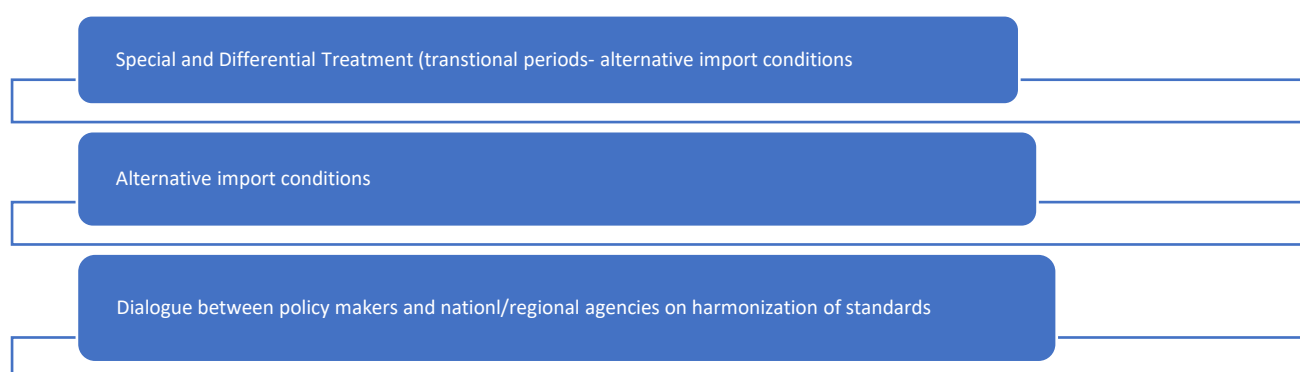 Special and Differential Treatment (transtional periods- alternative import conditions
Alternative import conditions
Dialogue between policy makers and nationl/regional agencies on harmonization of standards